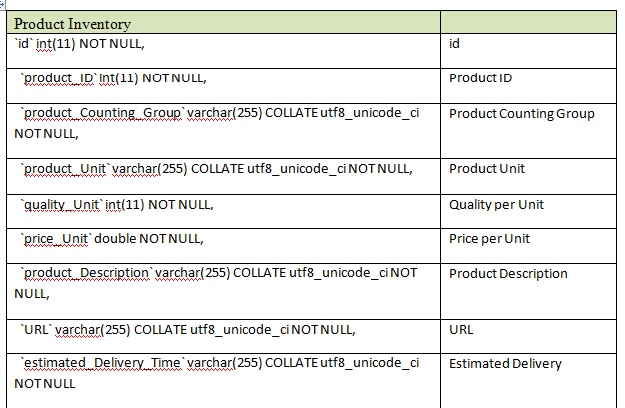 Product Inventory
`id` int(11) NOT NULL,
id
`product_ID` int(11) NOT NULL,
Product ID
`product_Counting_Group` varchar(255) COLLATE utf8_unicode_ci
NOT NULL,
Product Counting Group
`product_Unit` varchar(255) COLLATE utf8_unicode_ci NOT NULL,
Product Unit
`quality_Unit` int(11) NOT NULL,
Quality per Unit
`price_Unit` double NOT NULL,
Price per Unit
`product_Description` varchar(255) COLLATE utf8_unicode_ci NOT
NULL,
Product Description
`URL` varchar(255) COLLATE utf8_unicode_ci NOT NULL,
URL
`estimated_Delivery_Time` varchar(255) COLLATE utf8_unicode_ci
NOT NULL
Estimated Delivery